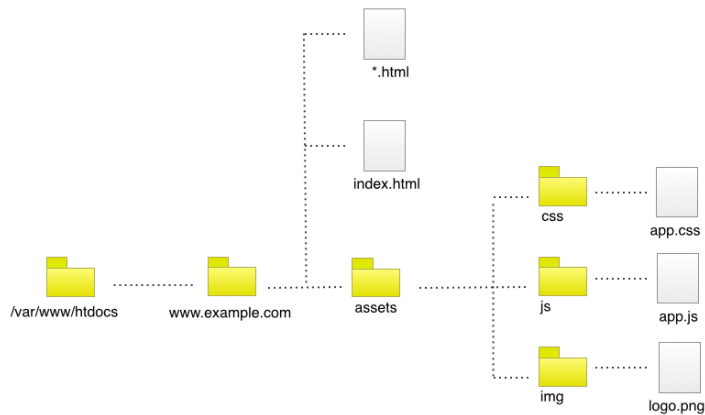 *.html
index.html
css
app.css
/var/www/htdocs
www.example.com
assets
js
app.js
img
logo.png